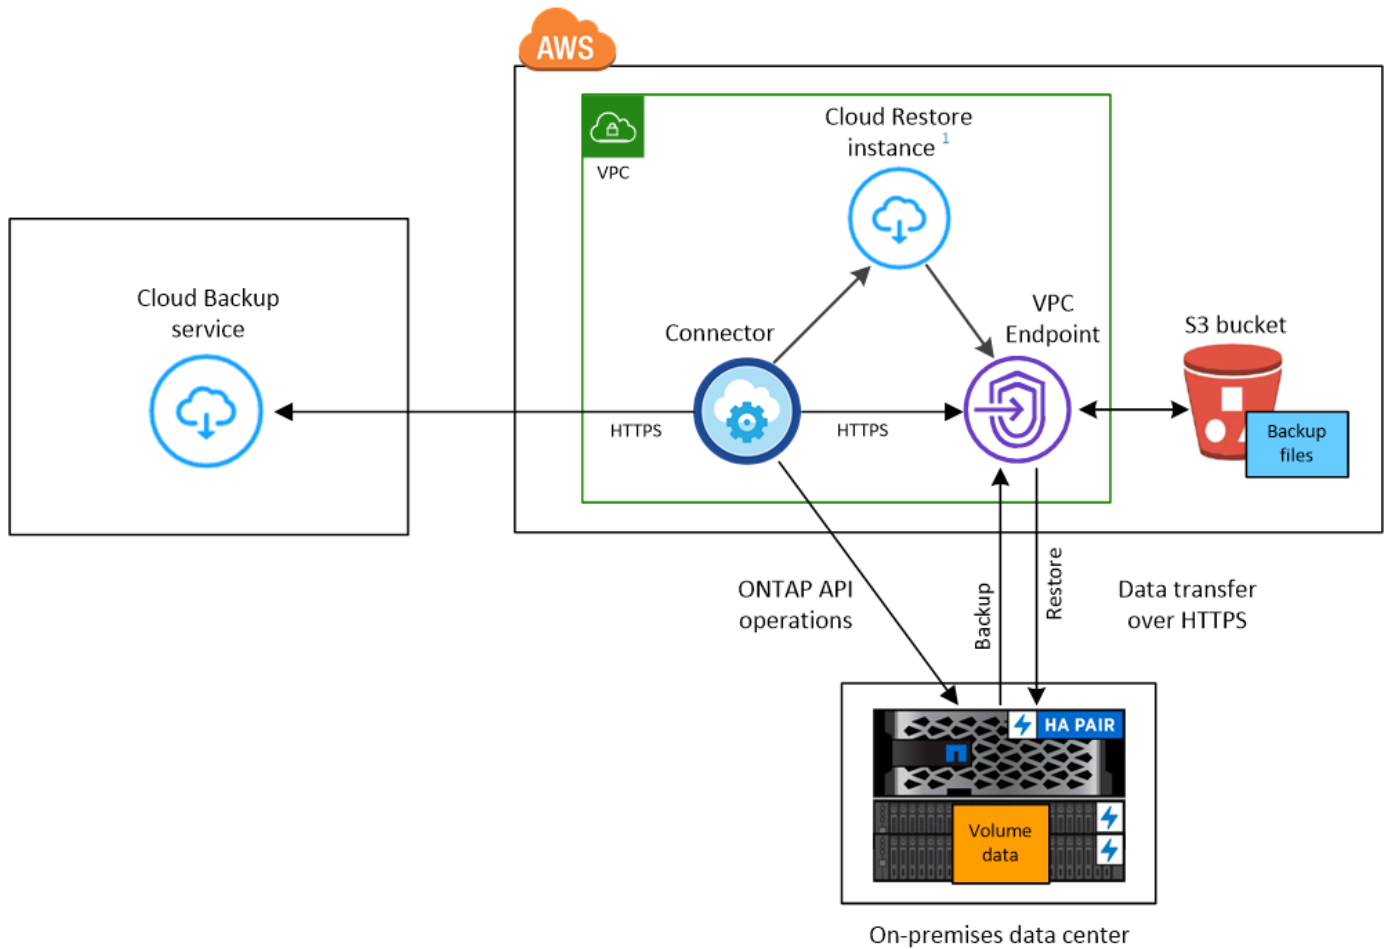 AWS
VPC
Cloud Restore
instance 1
Cloud Backup
service
Connector
VPC
Endpoint
S3 bucket
HTTPS
HTTPS
Backup
files
ONTAP API
operations
Backup
Restore
Data transfer
over HTTPS
HA PAIR
Volume
data
On-premises data center